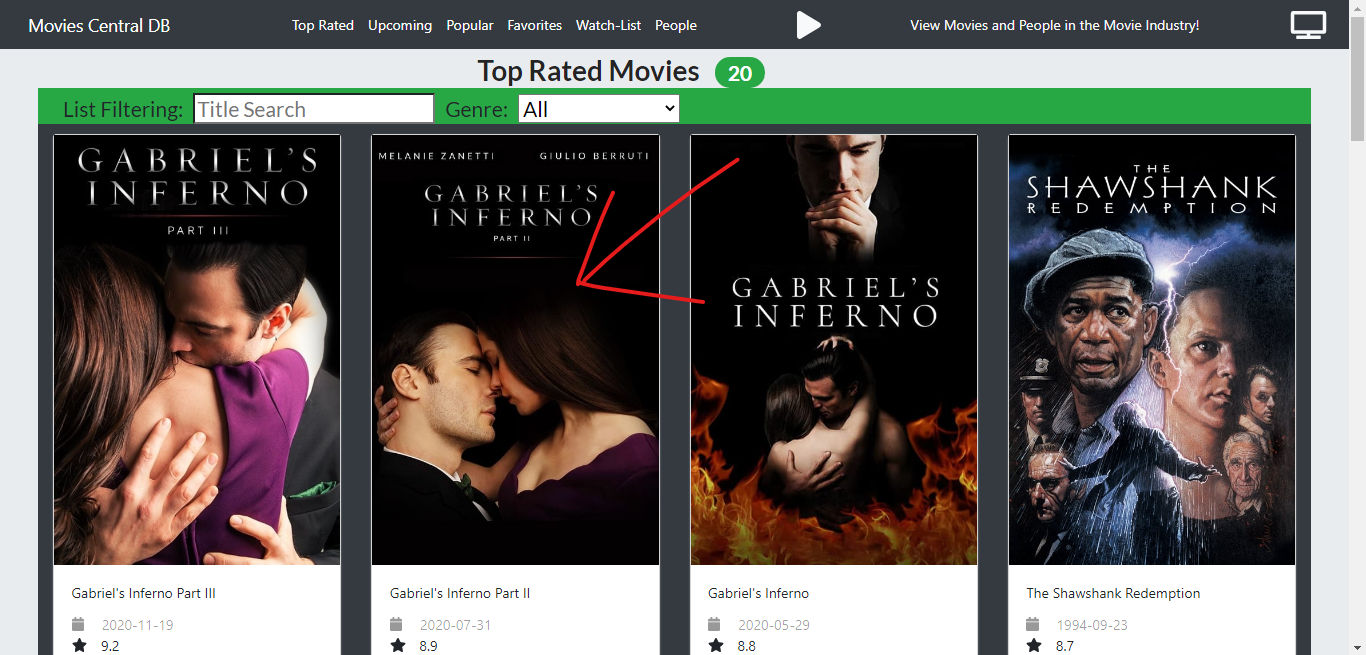 Movies Central DB Top Rated Upcoming Popular Favorites Watch-List People View Movies and People in the Movie Industry!
Top Rated Movies 20
List Filtering: Title Search Genre: All
GABRIEL'S
INFERNO
PART III
MELANIE ZANETTI GIULIO BERRUTI
GABRIEL'S
INFERNO
PART II
GABRIEL'S
INFERNO
THE
SHAWSHANK
REDEMPTION
Gabriel's Inferno Part III
2020-11-19
9.2
Gabriel's Inferno Part II
2020-07-31
8.9
Gabriel's Inferno
2020-05-29
8.8
The Shawshank Redemption
1994-09-23
8.7